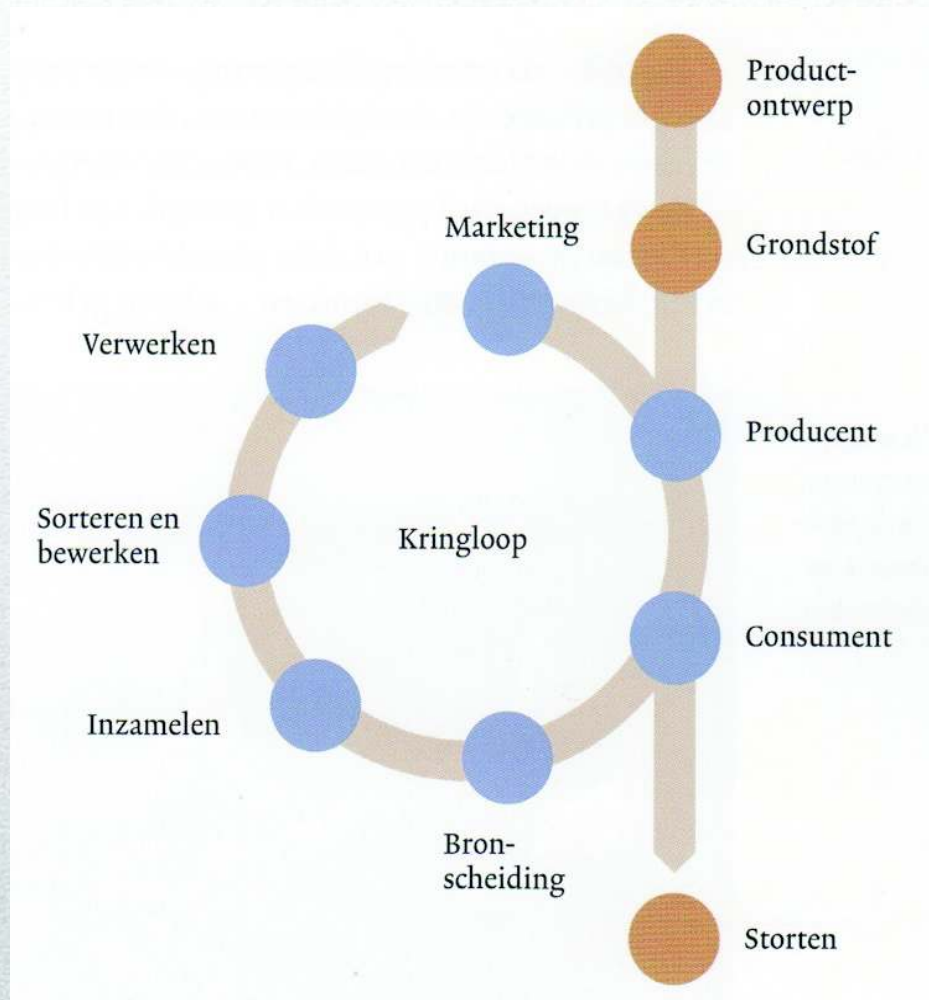 Product-
ontwerp
Marketing
Grondstof
Verwerken
Producent
Sorteren en
bewerken
Kringloop
Consument
Inzamelen
Bron-
scheiding
Storten